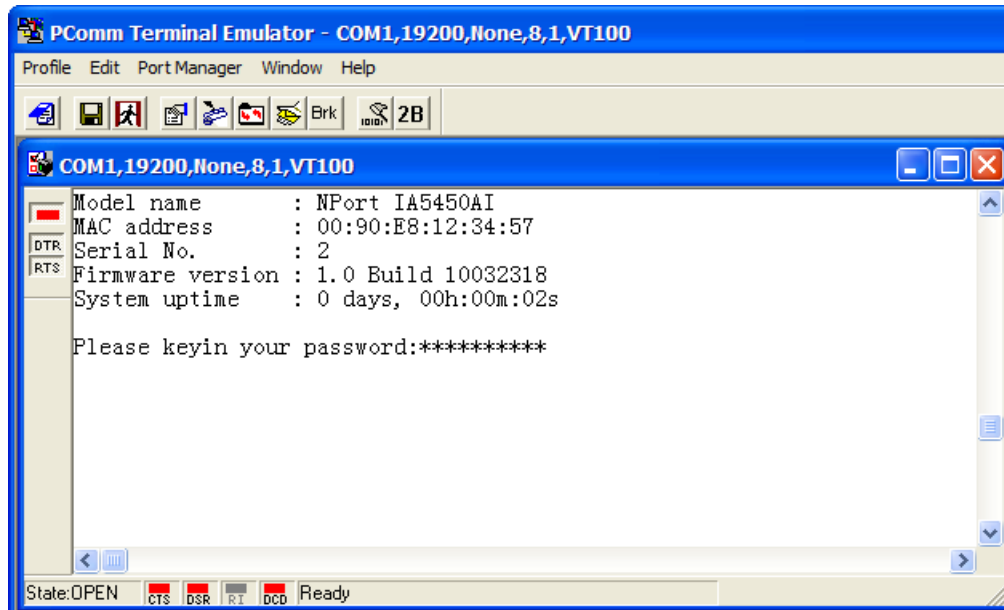 PComm Terminal Emulator - COM1,19200,None,8,1,VT100
Profile Edit Port Manager Window Help
Brk 2B
COM1,19200,None,8,1,VT100
Model name : NPort IA5450AI
MAC address : 00:90:E8:12:34:57
DTR
Serial No. : 2
RTS
Firmware version : 1.0 Build 10032318
System uptime : 0 days, 00h:00m:02s
Please keyin your password:**********
State:OPEN CTS DSR RI DCD Ready